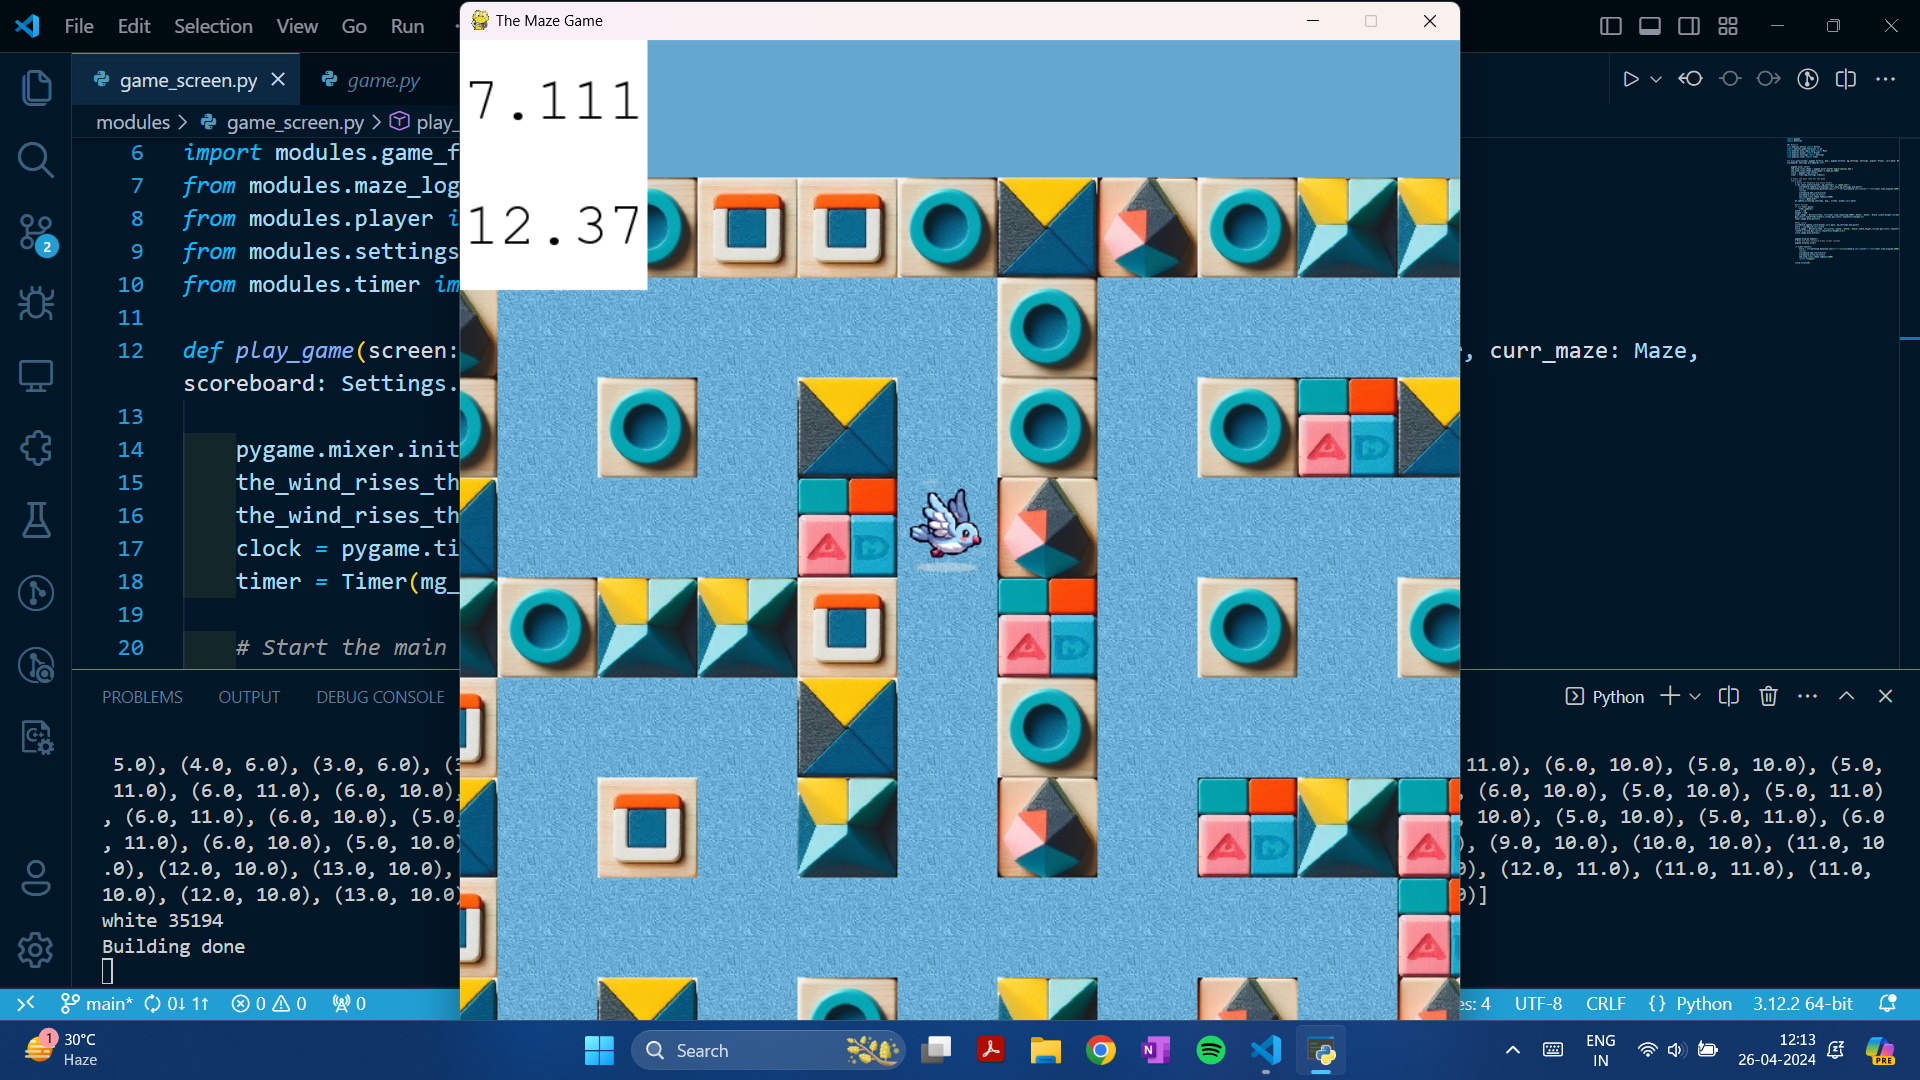 File Edit Selection View Go Run
The Maze Game
game_screen.py
game.py
modules > game_screen.py > play_
7.111
12.37
6 import modules.game_f
7 from modules.maze_log
8 from modules.player i
9 from modules.settings
10 from modules.timer im
11
12 def play_game(screen: , curr_maze: Maze,
scoreboard: Settings.
13
14 pygame.mixer.init
15 the_wind_rises_th
16 the_wind_rises_th
17 clock = pygame.ti
18 timer = Timer(mg_
19
20 # Start the main
PROBLEMS OUTPUT DEBUG CONSOLE Python
5.0), (4.0, 6.0), (3.0, 6.0), ( 11.0), (6.0, 10.0), (5.0, 10.0), (5.0,
11.0), (6.0, 11.0), (6.0, 10.0), (6.0, 10.0), (5.0, 10.0), (5.0, 11.0)
, (6.0, 11.0), (6.0, 10.0), (5.0, 10.0), (5.0, 10.0), (5.0, 11.0), (6.0
, 11.0), (6.0, 10.0), (5.0, 10.0) , (9.0, 10.0), (10.0, 10.0), (11.0, 10
.0), (12.0, 10.0), (13.0, 10.0), ), (12.0, 11.0), (11.0, 11.0), (11.0,
10.0), (12.0, 10.0), (13.0, 10.0 )]
white 35194
Building done
main* 0↓ 1↑ 0 0 0 es: 4 UTF-8 CRLF {} Python 3.12.2 64-bit
2
1
30°C
Haze
Search
ENG
IN
12:13
26-04-2024
PRE